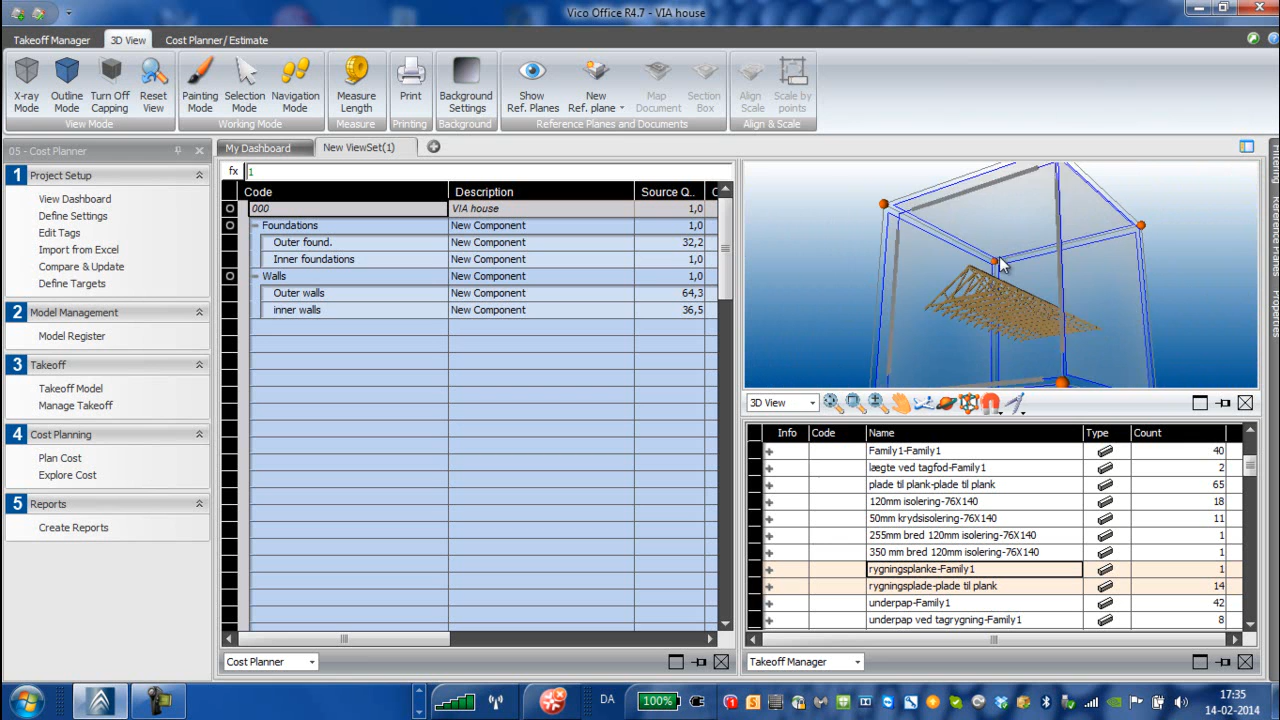 Vico Office R4.7 - VIA house
Takeoff Manager
3D View
Cost Planner / Estimate
X-ray Mode
Outline Mode
Turn Off Capping
Reset View
Painting Mode
Selection Mode
Navigation Mode
Measure Length
Print
Background Settings
Show Ref. Planes
New Ref. plane
Map Document
Section Box
Align Scale
Scale by points
View Mode
Working Mode
Measure
Printing
Background
Reference Planes and Documents
Align & Scale
05 - Cost Planner
My Dashboard
New ViewSet(1)
1 Project Setup
View Dashboard
Define Settings
Edit Tags
Import from Excel
Compare & Update
Define Targets
2 Model Management
Model Register
3 Takeoff
Takeoff Model
Manage Takeoff
4 Cost Planning
Plan Cost
Explore Cost
5 Reports
Create Reports
fx 1
Code Description Source Q..
000 VIA house 1,0
Foundations New Component 1,0
Outer found. New Component 32,2
Inner foundations New Component 1,0
Walls New Component 1,0
Outer walls New Component 64,3
inner walls New Component 36,5
Cost Planner
3D View
Info Code Name Type Count
Family1-Family1 40
lægte ved tagfod-Family1 2
plade til plank-plade til plank 65
120mm isolering-76X140 18
50mm krydsisolering-76X140 11
255mm bred 120mm isolering-76X140 1
350 mm bred 120mm isolering-76X140 1
rygningsplanke-Family1 1
rygningsplade-plade til plank 14
underpap-Family1 42
underpap ved tagrygning-Family1 8
Takeoff Manager
Reference Planes
Properties
DA
100%
17:35
14-02-2014